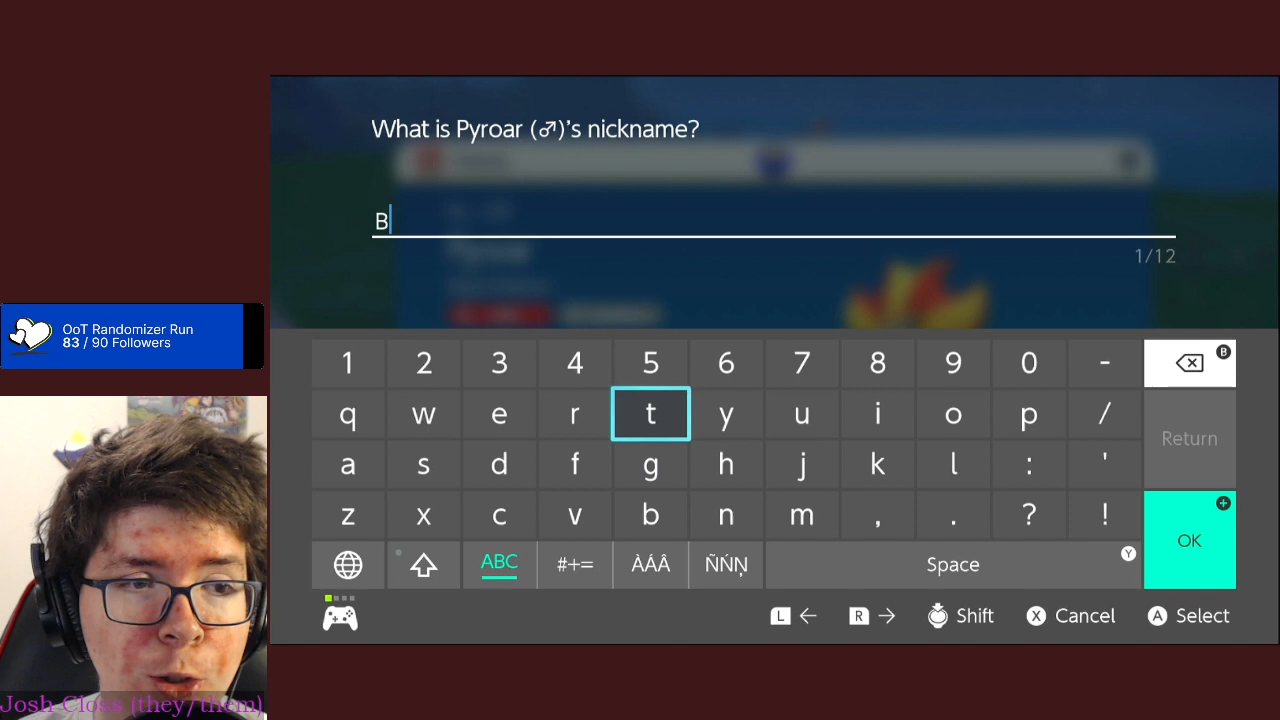 What is Pyroar (♂)'s nickname?
B
1/12
OoT Randomizer Run
83 / 90 Followers
1 2 3 4 5 6 7 8 9 0 - B
q w e r t y u i o p / Return
a s d f g h j k l : '
z x c v b n m , . ? ! OK
ABC #+= ÀÁÂ ÑŃŅ Space Y
L ← R → Shift X Cancel A Select
Josh Closs (they/them)